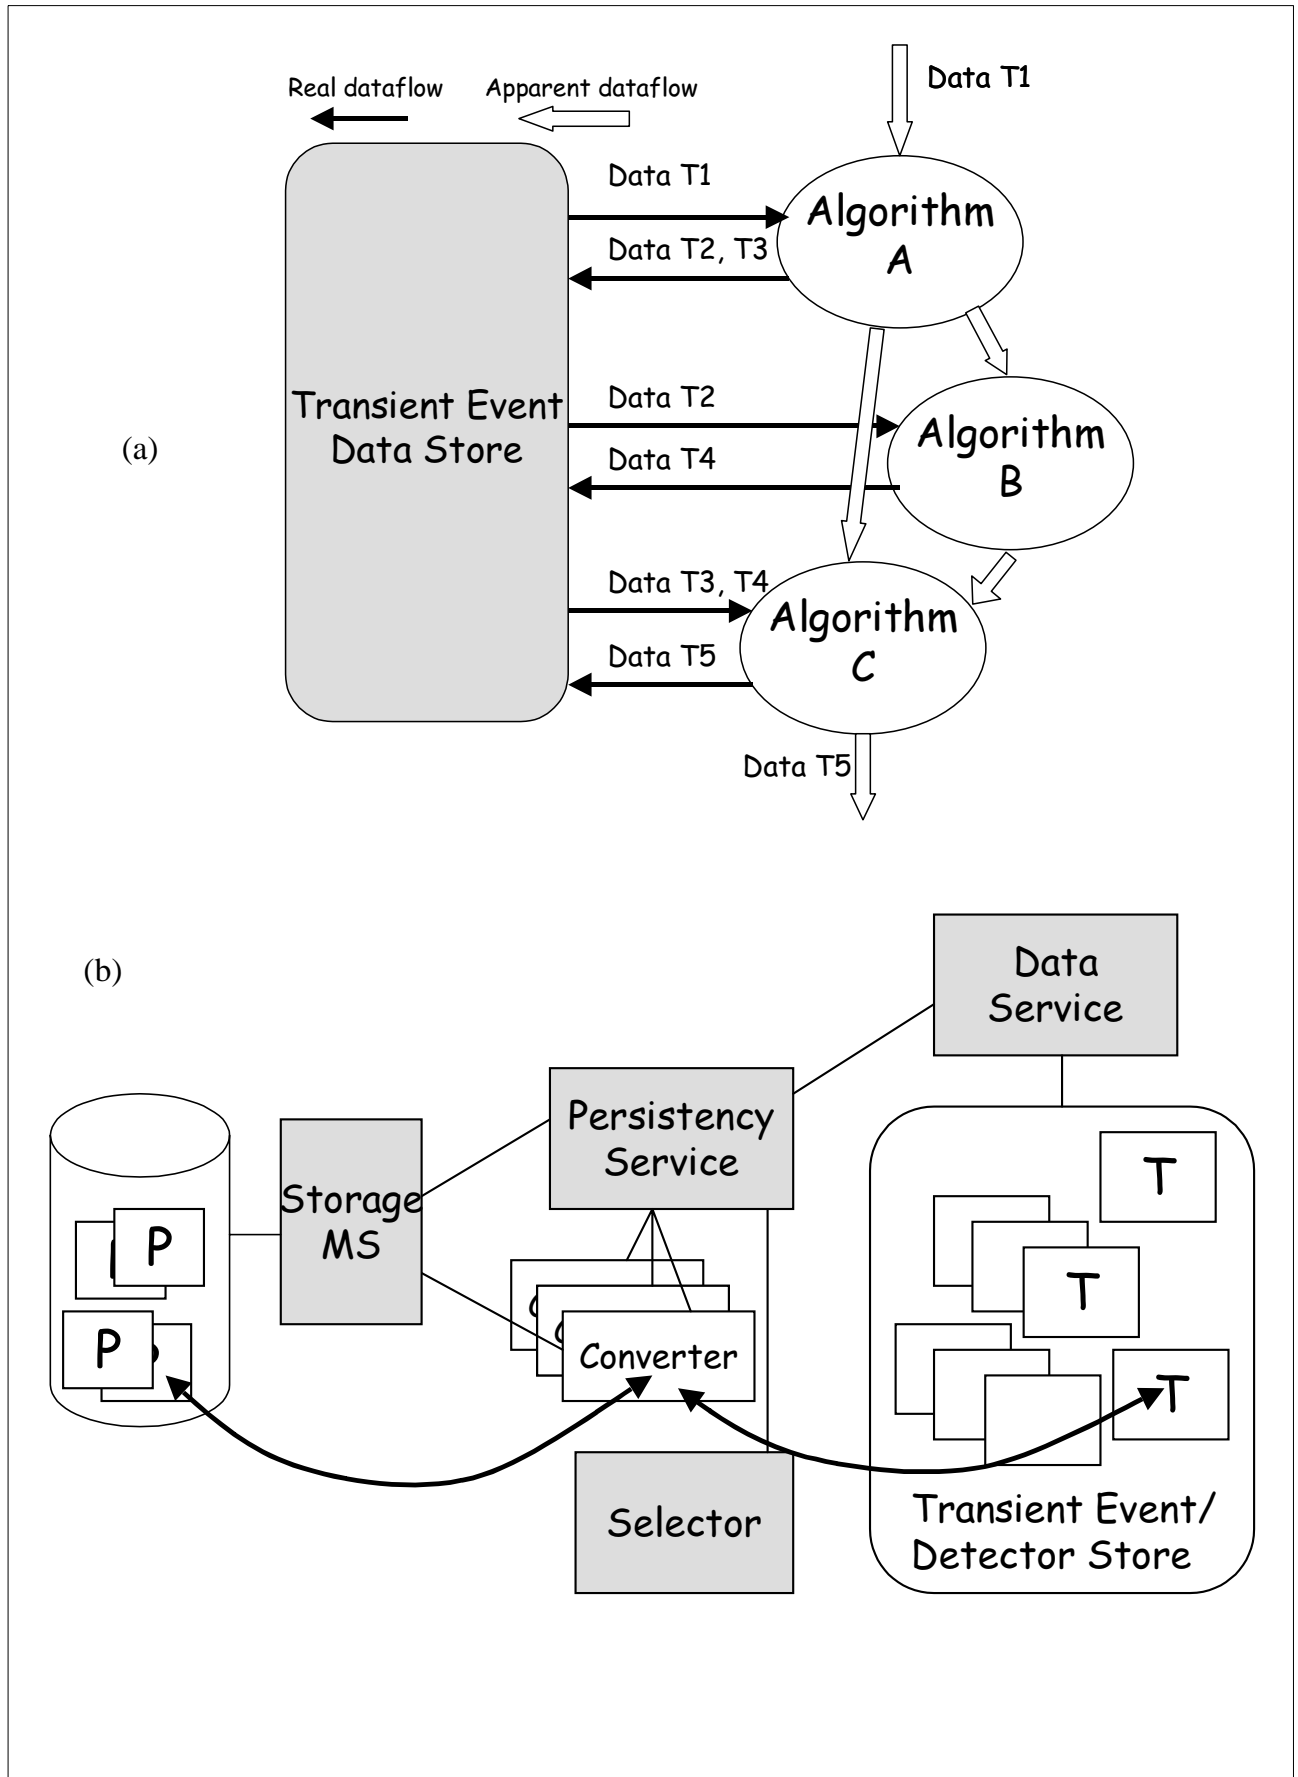 Real dataflow
Apparent dataflow
Data T1
Data T1
Algorithm
A
Data T2, T3
Transient Event
Data Store
(a)
Data T2
Algorithm
B
Data T4
Data T3, T4
Algorithm
C
Data T5
Data T5
(b)
Data
Service
Persistency
Service
Storage
MS
P
P
Converter
T
T
T
Selector
Transient Event/
Detector Store